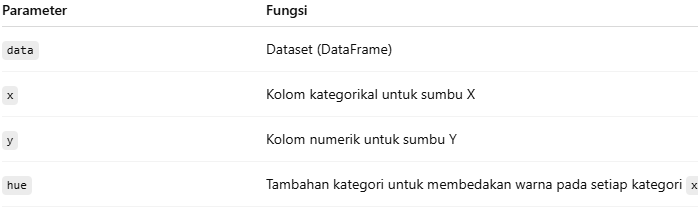 Parameter Fungsi
data Dataset (DataFrame)
x Kolom kategorikal untuk sumbu X
y Kolom numerik untuk sumbu Y
hue Tambahan kategori untuk membedakan warna pada setiap kategori x